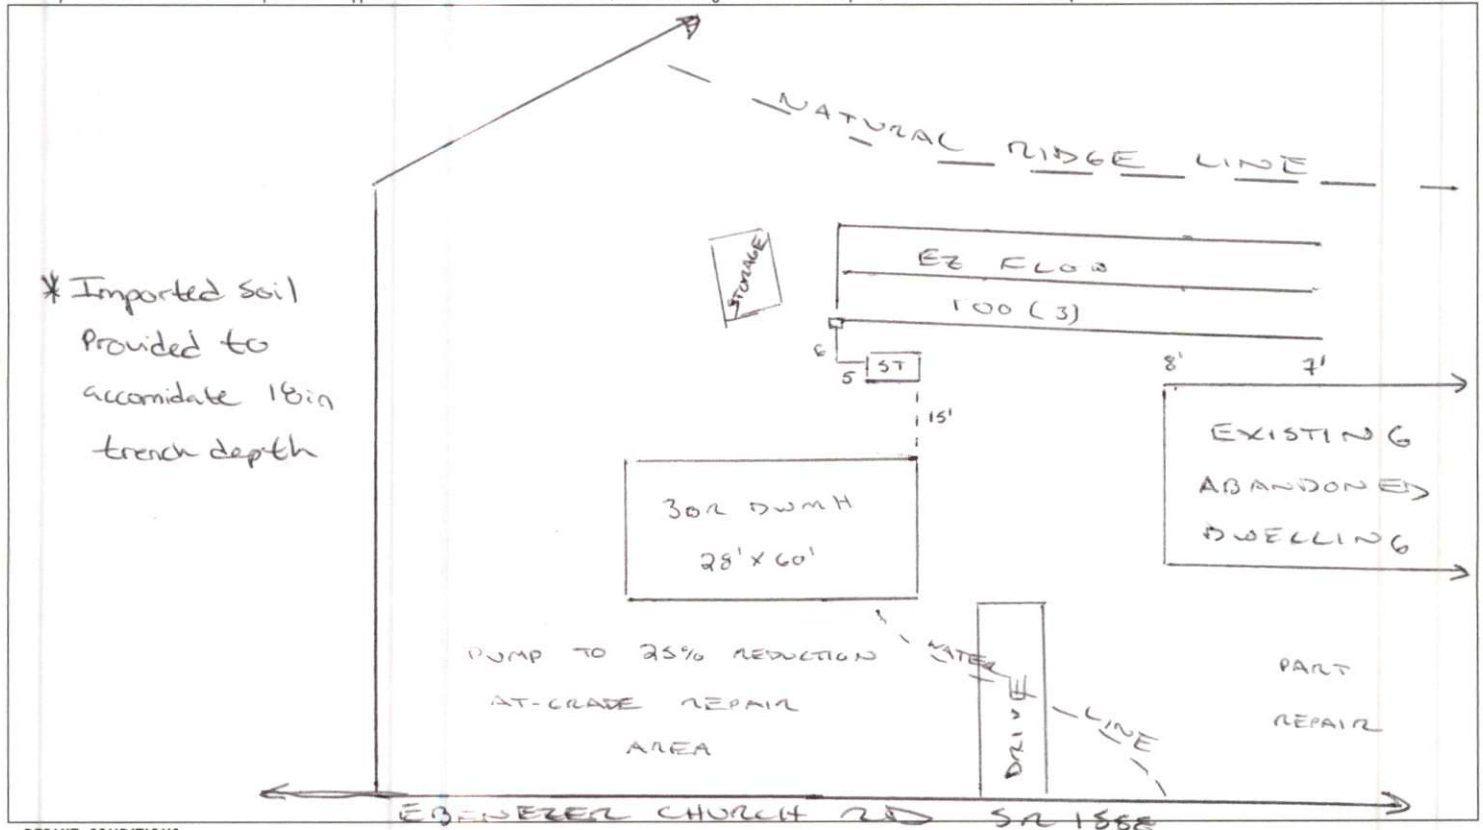 NATURAL RIDGE LINE
STORAGE
EZ FLOW
100 (3)
* Imported soil
Provided to
accomidate 18in
trench depth
6
5
ST
8'
7'
15'
EXISTING
ABANDONED
DWELLING
3BR DWMH
28' X 60'
WATER LINE
DRIVE
PUMP TO 25% REDUCTION
AT-GRADE REPAIR
AREA
PART
REPAIR
EBENEZER CHURCH RD SR